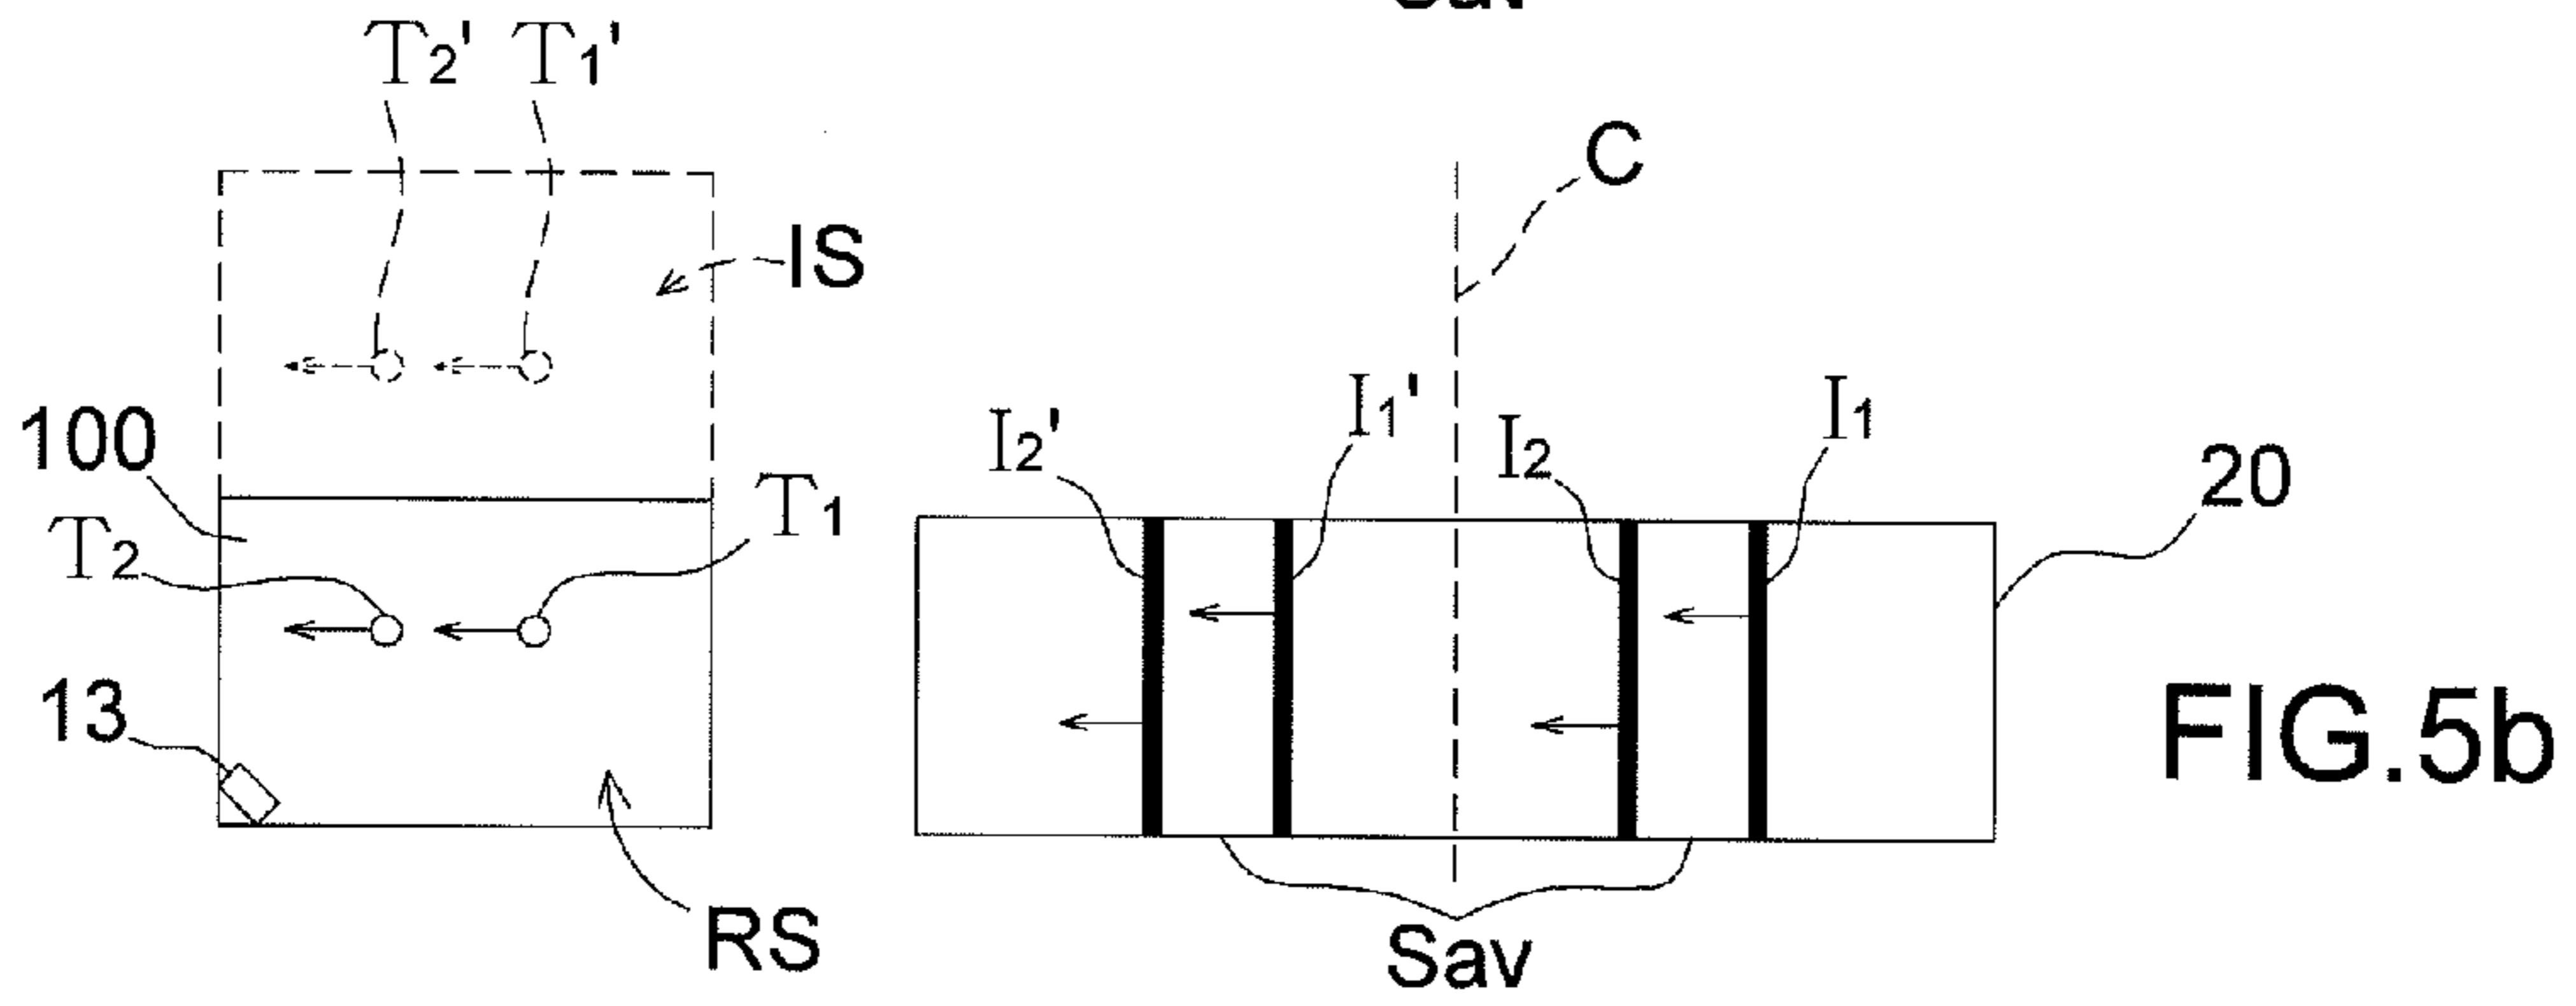 T2' T1'
C
IS
100
I2' I1' I2 I1
20
T2 T1
13
FIG.5b
RS
Sav